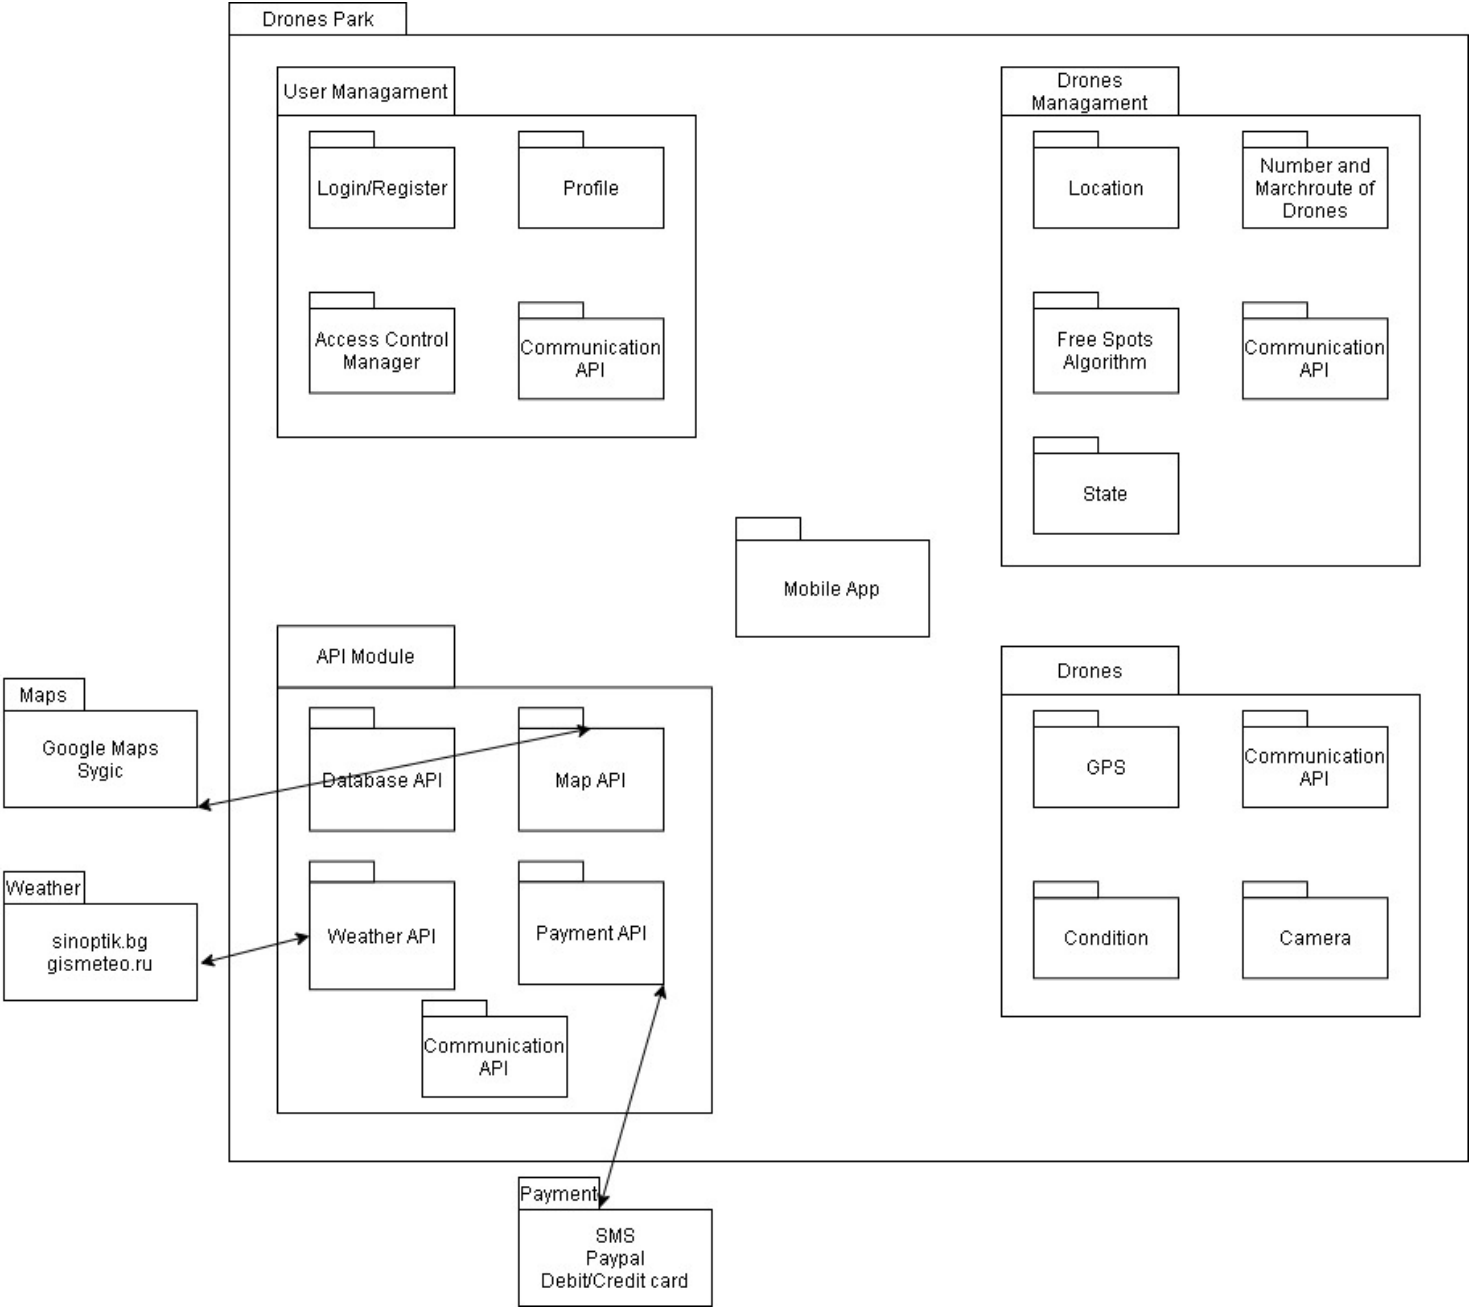 Drones Park
User Managament
Login/Register
Profile
Access Control
Manager
Communication
API
Drones
Managament
Location
Number and
Marchroute of
Drones
Free Spots
Algorithm
Communication
API
State
Mobile App
API Module
Database API
Map API
Weather API
Payment API
Communication
API
Drones
GPS
Communication
API
Condition
Camera
Maps
Google Maps
Sygic
Weather
sinoptik.bg
gismeteo.ru
Payment
SMS
Paypal
Debit/Credit card